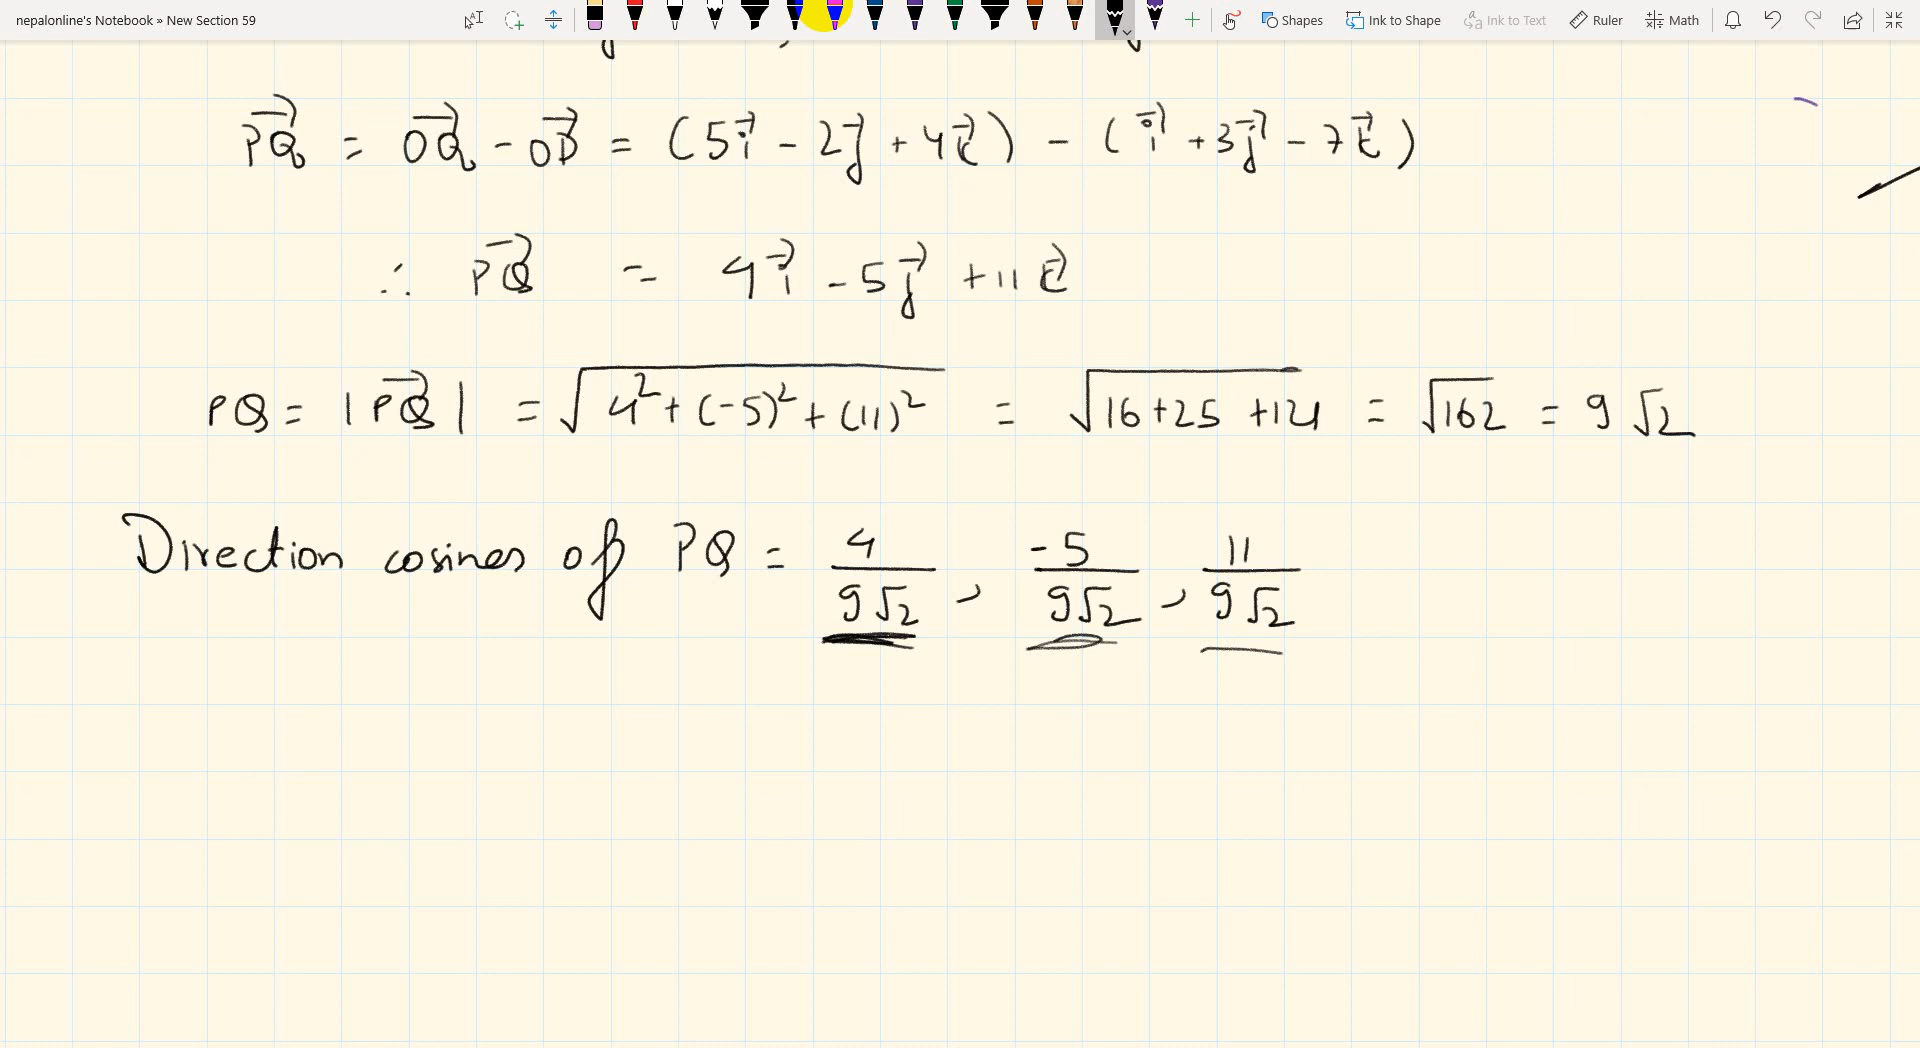 nepalonline's Notebook » New Section 59 Shapes Ink to Shape Ink to Text Ruler Math
PQ⃗ = OQ⃗ - OP⃗ = (5i⃗ - 2j⃗ + 4k⃗) - (i⃗ + 3j⃗ - 7k⃗)
∴ PQ⃗ = 4i⃗ - 5j⃗ + 11k⃗
PQ = |PQ⃗| = √(4² + (-5)² + (11)²) = √(16+25+121) = √162 = 9√2
Direction cosines of PQ = 4/9√2, -5/9√2, 11/9√2